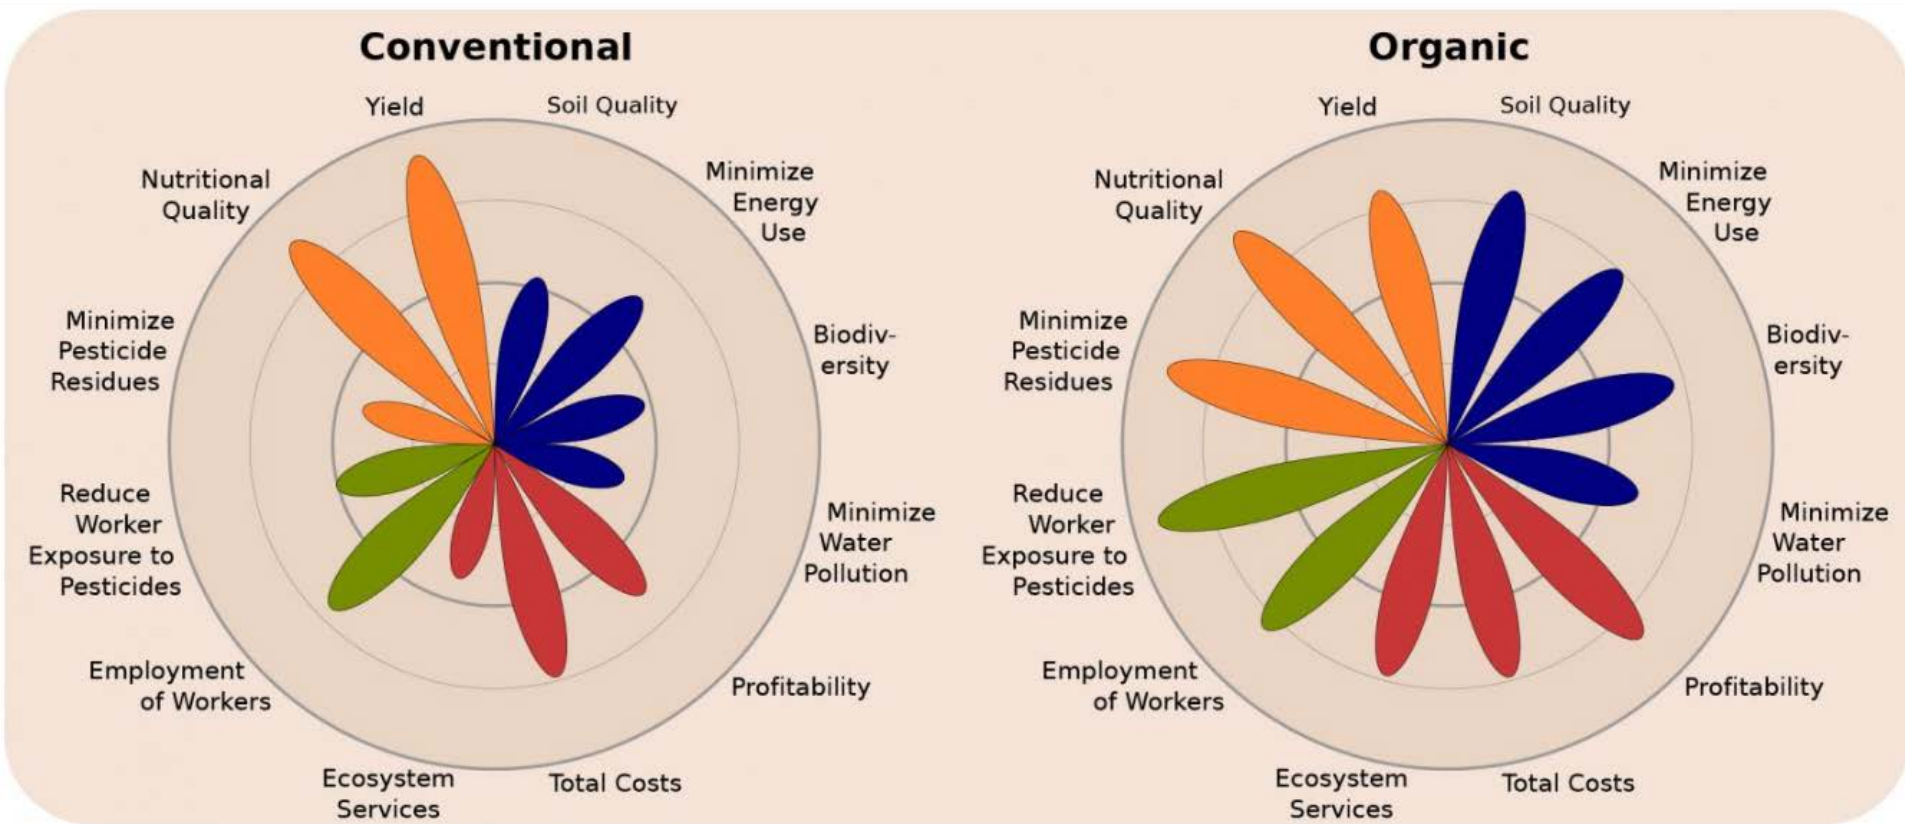 Conventional
Yield
Soil Quality
Nutritional
Quality
Minimize
Energy
Use
Minimize
Pesticide
Residues
Biodiv-
ersity
Reduce
Worker
Exposure to
Pesticides
Minimize
Water
Pollution
Employment
of Workers
Profitability
Ecosystem
Services
Total Costs
Organic
Yield
Soil Quality
Nutritional
Quality
Minimize
Energy
Use
Minimize
Pesticide
Residues
Biodiv-
ersity
Reduce
Worker
Exposure to
Pesticides
Minimize
Water
Pollution
Employment
of Workers
Profitability
Ecosystem
Services
Total Costs